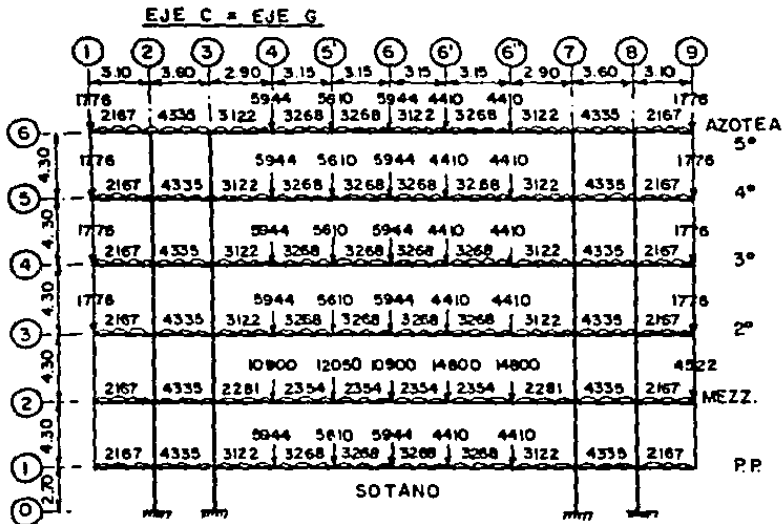 EJE C = EJE G
1 2 3 4 5' 6 6' 6" 7 8 9
3.10 3.60 2.90 3.15 3.15 3.15 3.15 2.90 3.60 3.10
1776 5944 5610 5944 4410 4410 1776
2167 4335 3122 3268 3268 3122 3268 3122 4335 2167 AZOTEA
6 5°
4.30
1776 5944 5610 5944 4410 4410 1776
2167 4335 3122 3268 3268 3268 3268 3122 4335 2167 4°
5
4.30
1776 5944 5610 5944 4410 4410 1776
2167 4335 3122 3268 3268 3268 3268 3122 4335 2167 3°
4
4.30
1776 5944 5610 5944 4410 4410 1776
2167 4335 3122 3268 3268 3268 3268 3122 4335 2167 2°
3
4.30
10900 12050 10900 14800 14800 4522
2167 4335 2281 2354 2354 2354 2354 2281 4335 2167 MEZZ.
2
4.30
5944 5610 5944 4410 4410
2167 4335 3122 3268 3268 3268 3268 3122 4335 2167 P.P.
1
2.70
SOTANO
0